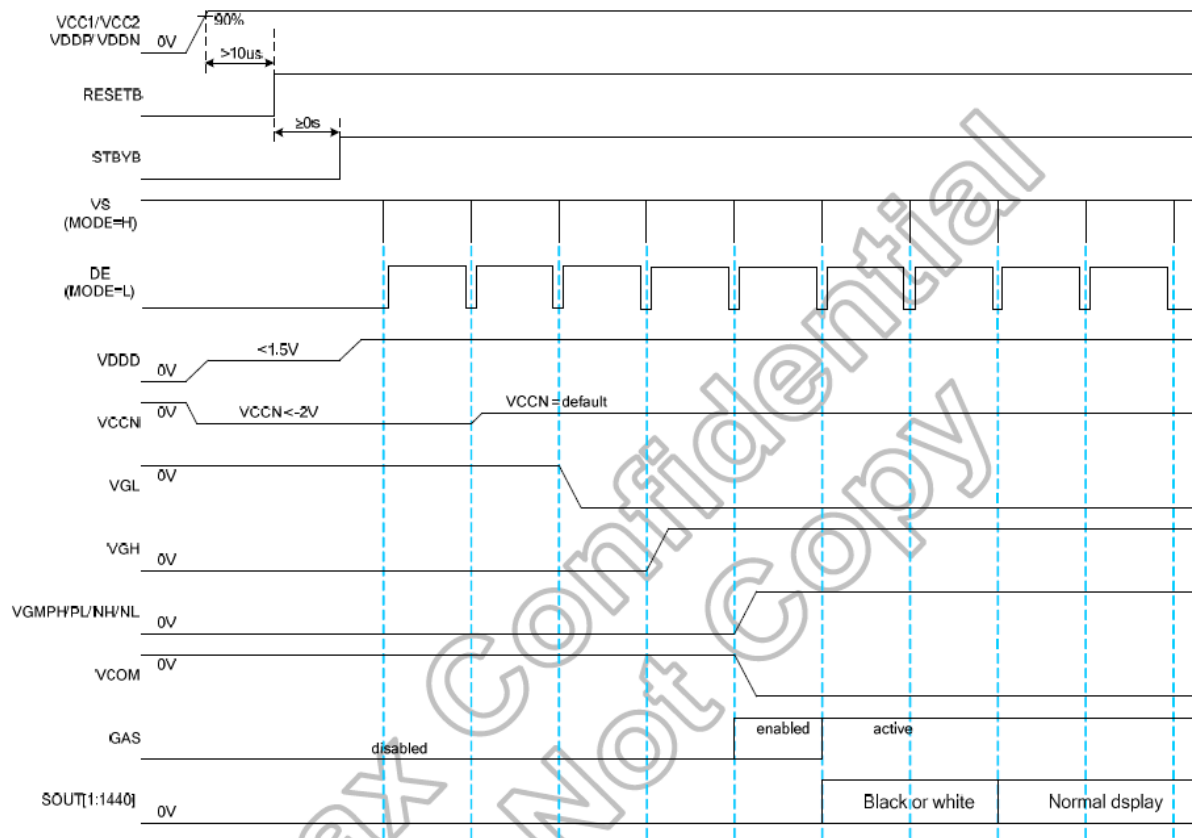 VCC1/VCC2
VDDP/VDDN
0V
90%
>10us
RESETB
≥0s
STBYB
VS
(MODE=H)
DE
(MODE=L)
VDDD
0V
<1.5V
VCCN
0V
VCCN<-2V
VCCN = default
VGL
0V
VGH
0V
VGMPH/PL/NH/NL
0V
VCOM
0V
GAS
disabled
enabled
active
SOUT[1:1440]
0V
Black or white
Normal dsplay
ax Confidential
Not Copy